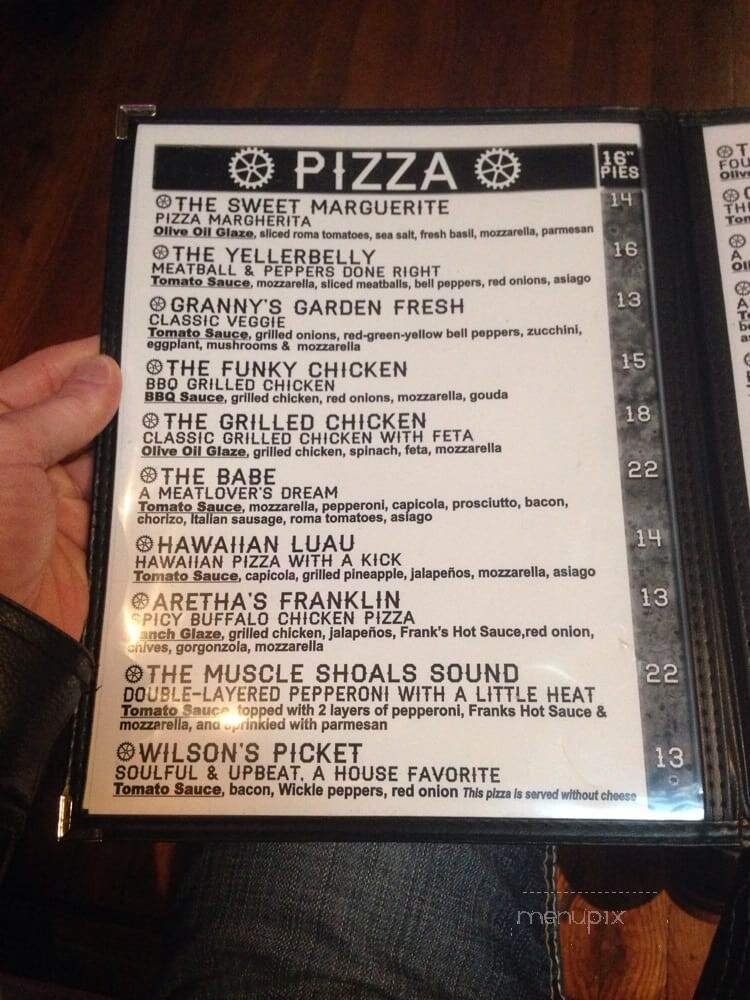 PIZZA
16"
PIES
THE SWEET MARGUERITE 14
PIZZA MARGHERITA
Olive Oil Glaze, sliced roma tomatoes, sea salt, fresh basil, mozzarella, parmesan
THE YELLERBELLY 16
MEATBALL & PEPPERS DONE RIGHT
Tomato Sauce, mozzarella, sliced meatballs, bell peppers, red onions, asiago
GRANNY'S GARDEN FRESH 13
CLASSIC VEGGIE
Tomato Sauce, grilled onions, red-green-yellow bell peppers, zucchini,
eggplant, mushrooms & mozzarella
THE FUNKY CHICKEN 15
BBQ GRILLED CHICKEN
BBQ Sauce, grilled chicken, red onions, mozzarella, gouda
THE GRILLED CHICKEN 18
CLASSIC GRILLED CHICKEN WITH FETA
Olive Oil Glaze, grilled chicken, spinach, feta, mozzarella
THE BABE 22
A MEATLOVER'S DREAM
Tomato Sauce, mozzarella, pepperoni, capicola, prosciutto, bacon,
chorizo, Italian sausage, roma tomatoes, asiago
HAWAIIAN LUAU 14
HAWAIIAN PIZZA WITH A KICK
Tomato Sauce, capicola, grilled pineapple, jalapeños, mozzarella, asiago
ARETHA'S FRANKLIN 13
SPICY BUFFALO CHICKEN PIZZA
Ranch Glaze, grilled chicken, jalapeños, Frank's Hot Sauce,red onion,
chives, gorgonzola, mozzarella
THE MUSCLE SHOALS SOUND 22
DOUBLE-LAYERED PEPPERONI WITH A LITTLE HEAT
Tomato Sauce, topped with 2 layers of pepperoni, Franks Hot Sauce &
mozzarella, and sprinkled with parmesan
WILSON'S PICKET 13
SOULFUL & UPBEAT. A HOUSE FAVORITE
Tomato Sauce, bacon, Wickle peppers, red onion This pizza is served without cheese
menupix